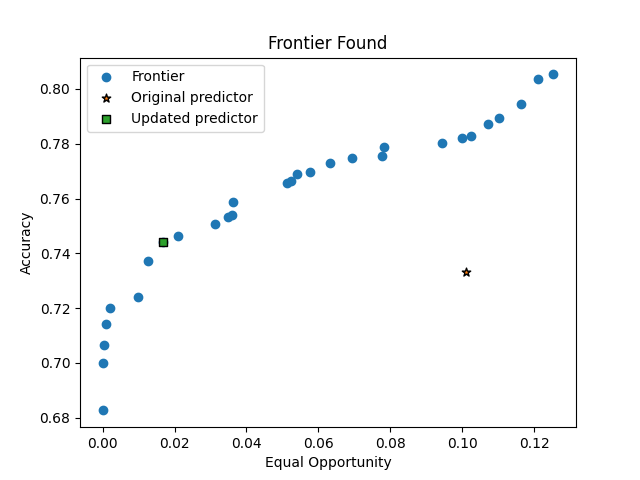 Frontier Found
Frontier
Original predictor
Updated predictor
0.80
0.78
0.76
0.74
0.72
0.70
0.68
Accuracy
0.00 0.02 0.04 0.06 0.08 0.10 0.12
Equal Opportunity